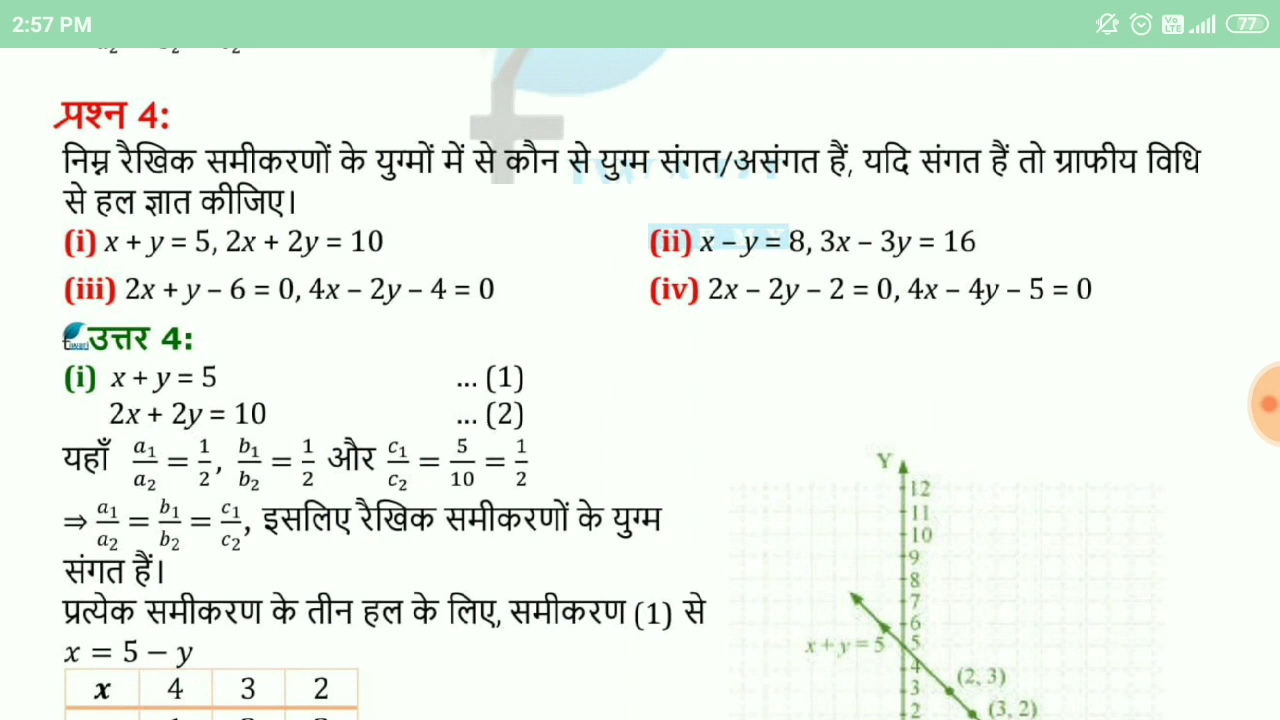 2:57 PM
Vo LTE
77
प्रश्न 4:
निम्न रैखिक समीकरणों के युग्मों में से कौन से युग्म संगत/असंगत हैं, यदि संगत हैं तो ग्राफीय विधि
से हल ज्ञात कीजिए।
(i) x + y = 5, 2x + 2y = 10 (ii) x – y = 8, 3x – 3y = 16
(iii) 2x + y – 6 = 0, 4x – 2y – 4 = 0 (iv) 2x – 2y – 2 = 0, 4x – 4y – 5 = 0
उत्तर 4:
(i) x + y = 5 ... (1)
2x + 2y = 10 ... (2)
यहाँ a₁/a₂ = 1/2, b₁/b₂ = 1/2 और c₁/c₂ = 5/10 = 1/2
⇒ a₁/a₂ = b₁/b₂ = c₁/c₂, इसलिए रैखिक समीकरणों के युग्म
संगत हैं।
प्रत्येक समीकरण के तीन हल के लिए, समीकरण (1) से
x = 5 − y
x 4 3 2
Y
12
11
10
9
8
7
6
x + y = 5
5
4
3
(2, 3)
2
(3, 2)